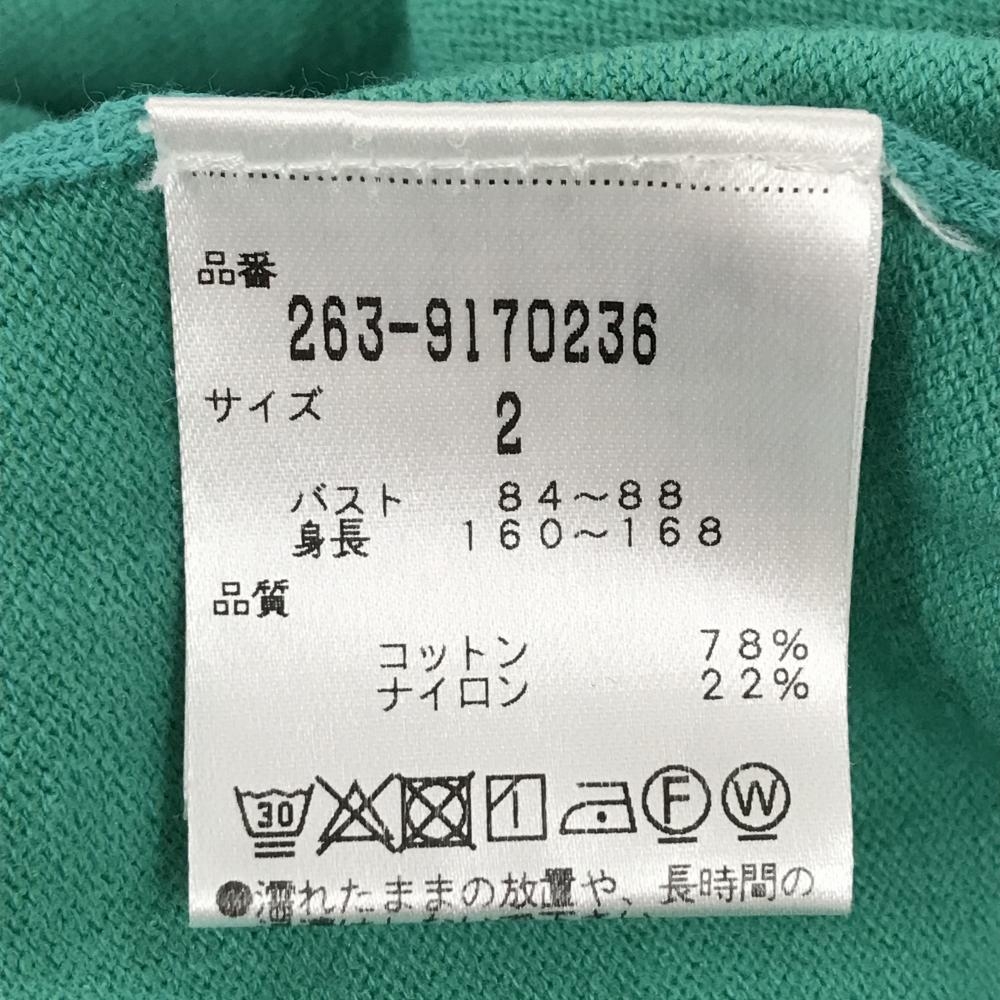 品番
263-9170236
サイズ 2
バスト 84～88
身長 160～168
品質
コットン 78%
ナイロン 22%
30 F W
●濡れたままの放置や、長時間の